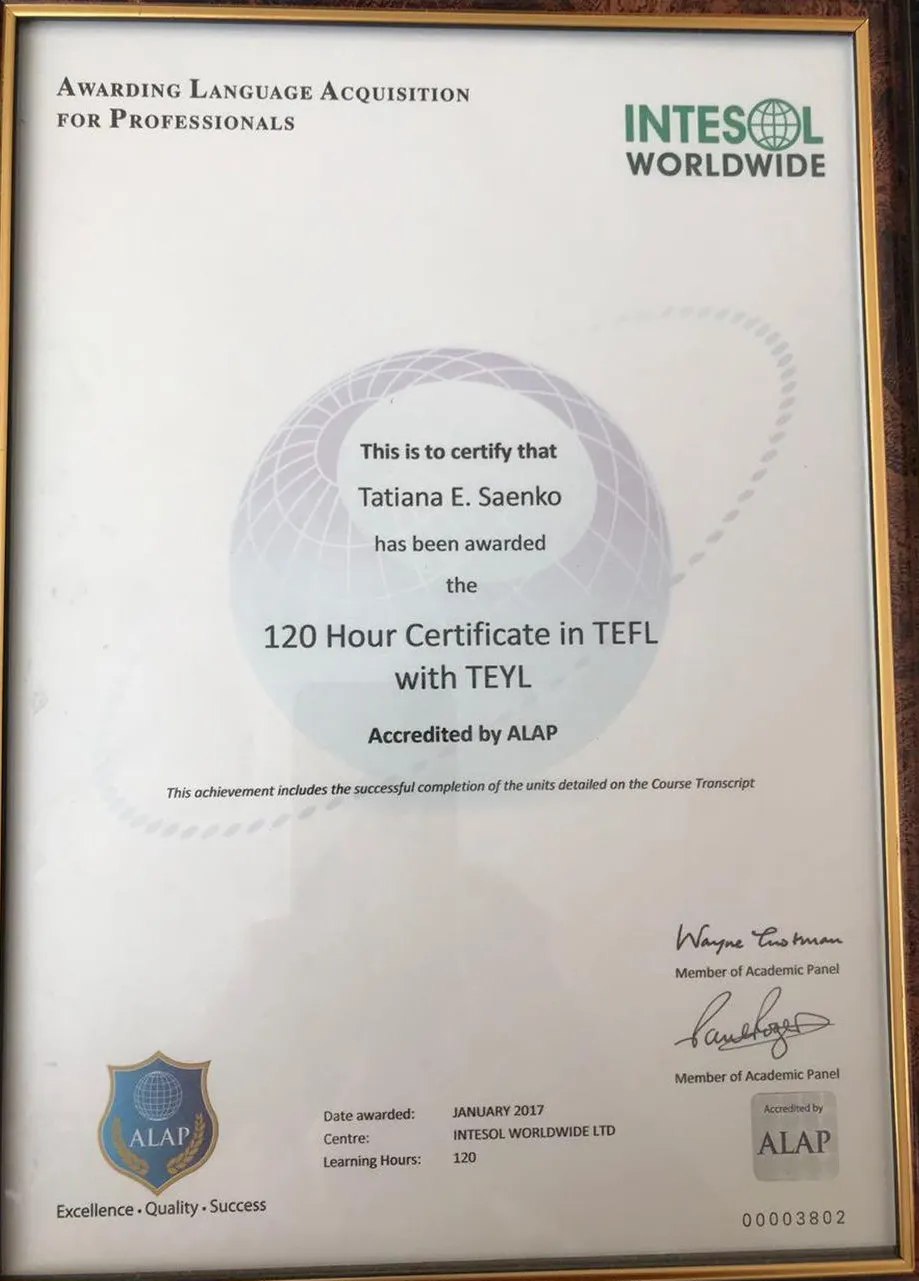 AWARDING LANGUAGE ACQUISITION
FOR PROFESSIONALS
INTESOL
WORLDWIDE
This is to certify that
Tatiana E. Saenko
has been awarded
the
120 Hour Certificate in TEFL
with TEYL
Accredited by ALAP
This achievement includes the successful completion of the units detailed on the Course Transcript
Wayne
Member of Academic Panel
Member of Academic Panel
ALAP
Excellence • Quality • Success
Date awarded: JANUARY 2017
Centre: INTESOL WORLDWIDE LTD
Learning Hours: 120
Accredited by
ALAP
00003802